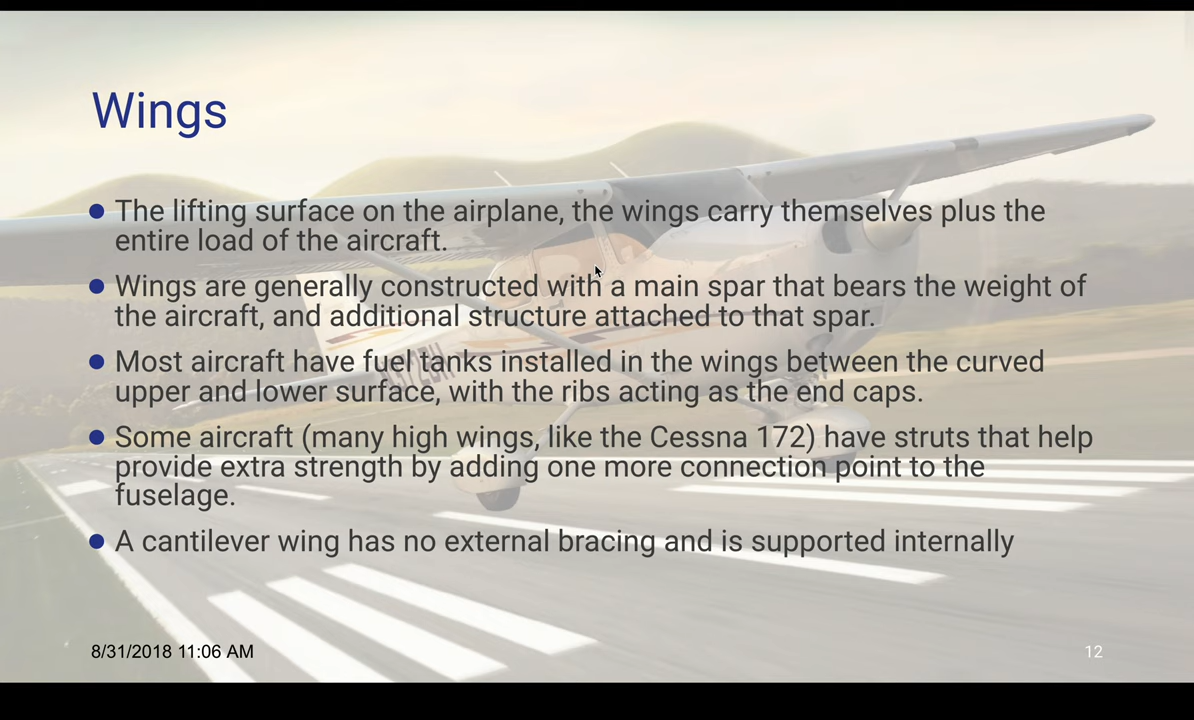 Wings
The lifting surface on the airplane, the wings carry themselves plus the
entire load of the aircraft.
Wings are generally constructed with a main spar that bears the weight of
the aircraft, and additional structure attached to that spar.
Most aircraft have fuel tanks installed in the wings between the curved
upper and lower surface, with the ribs acting as the end caps.
Some aircraft (many high wings, like the Cessna 172) have struts that help
provide extra strength by adding one more connection point to the
fuselage.
A cantilever wing has no external bracing and is supported internally
8/31/2018 11:06 AM
12